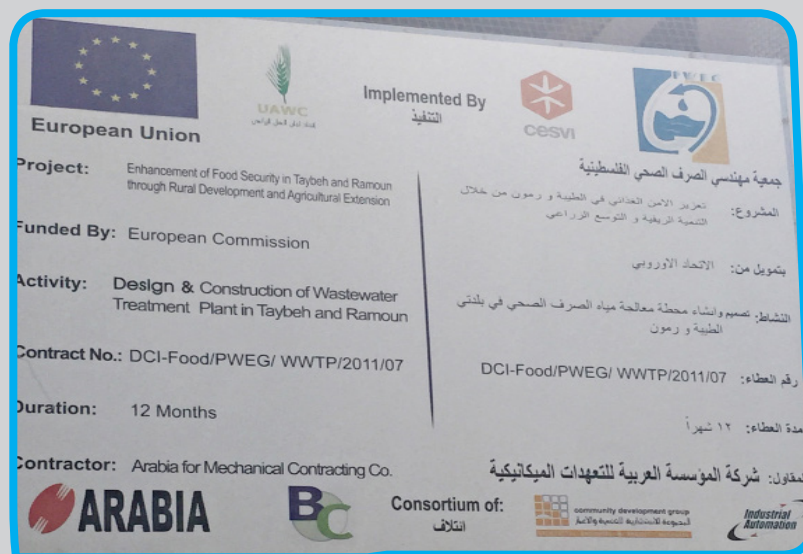 European Union
UAWC
Implemented By
التنفيذ
cesvi
PWEG
جمعية مهندسي الصرف الصحي الفلسطينية
Project: Enhancement of Food Security in Taybeh and Ramoun
through Rural Development and Agricultural Extension
Funded By: European Commission
Activity: Design & Construction of Wastewater
Treatment Plant in Taybeh and Ramoun
Contract No.: DCI-Food/PWEG/ WWTP/2011/07
Duration: 12 Months
Contractor: Arabia for Mechanical Contracting Co.
المشروع: تعزيز الامن الغذائي في الطيبة و رمون من خلال
التنمية الريفية و التوسع الزراعي
بتمويل من: الاتحاد الاوروبي
النشاط: تصميم وانشاء محطة معالجة مياه الصرف الصحي في بلدتي
الطيبة و رمون
رقم العطاء: DCI-Food/PWEG/ WWTP/2011/07
مدة العطاء: ١٢ شهراً
المقاول: شركة المؤسسة العربية للتعهدات الميكانيكية
ARABIA
BC
Consortium of:
ائتلاف
community development group
المجموعة الاستشارية للتنمية والاعمار
Industrial
Automation